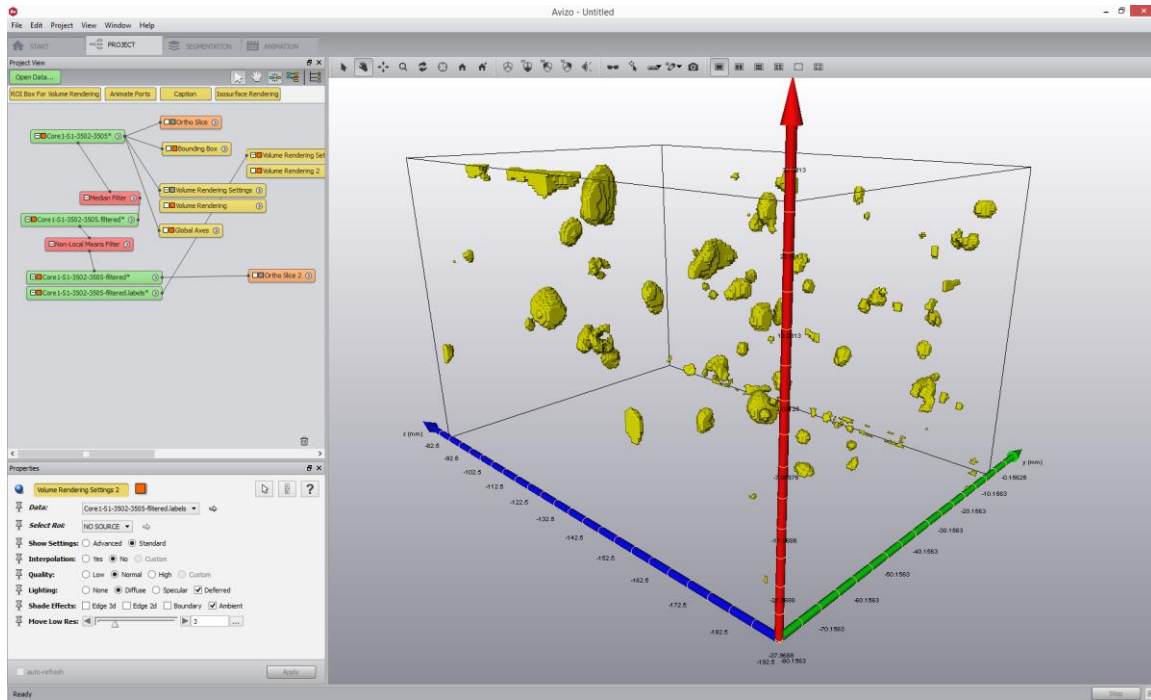 Avizo - Untitled
File Edit Project View Window Help
START PROJECT SEGMENTATION ANIMATION
Project View
Open Data...
ROI Box For Volume Rendering Animate Ports Caption Isosurface Rendering
Core1-S1-3502-3505*
Ortho Slice
Bounding Box
Volume Rendering Set
Volume Rendering 2
Volume Rendering Settings
Volume Rendering
Median Filter
Core1-S1-3502-3505.filtered*
Global Axes
Non-Local Means Filter
Core1-S1-3502-3505-filtered*
Ortho Slice 2
Core1-S1-3502-3505-filtered.labels*
Properties
Volume Rendering Settings 2
?
Data: Core1-S1-3502-3505-filtered.labels
Select Roi: NO SOURCE
Show Settings: Advanced Standard
Interpolation: Yes No Custom
Quality: Low Normal High Custom
Lighting: None Diffuse Specular Deferred
Shade Effects: Edge 3d Edge 2d Boundary Ambient
Move Low Res: 3 ...
auto-refresh Apply
Ready Stop
z (mm)
-82.5
-92.5
-102.5
-112.5
-122.5
-132.5
-142.5
-152.5
-162.5
-172.5
-182.5
y (mm)
-0.15625
-10.1563
-20.1563
-30.1563
-40.1563
-50.1563
-60.1563
-70.1563
-37.9688
-192.5 -80.1563